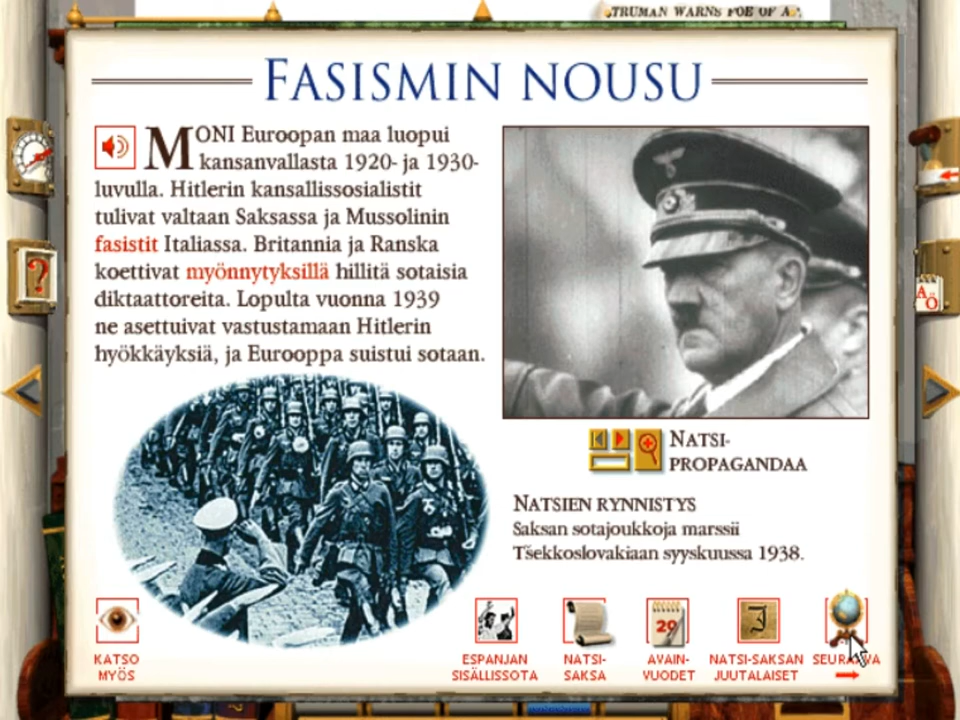 TRUMAN WARNS FOE OF A
FASISMIN NOUSU
MONI Euroopan maa luopui
kansanvallasta 1920- ja 1930-
luvulla. Hitlerin kansallissosialistit
tulivat valtaan Saksassa ja Mussolinin
fasistit Italiassa. Britannia ja Ranska
koettivat myönnytyksillä hillitä sotaisia
diktaattoreita. Lopulta vuonna 1939
ne asettuivat vastustamaan Hitlerin
hyökkäyksiä, ja Eurooppa suistui sotaan.
NATSI-
PROPAGANDAA
NATSIEN RYNNISTYS
Saksan sotajoukkoja marssii
Tšekkoslovakiaan syyskuussa 1938.
?
A Ö
29
J
KATSO
MYÖS
ESPANJAN
SISÄLLISSOTA
NATSI-
SAKSA
AVAIN-
VUODET
NATSI-SAKSAN
JUUTALAISET
SEURAAVA